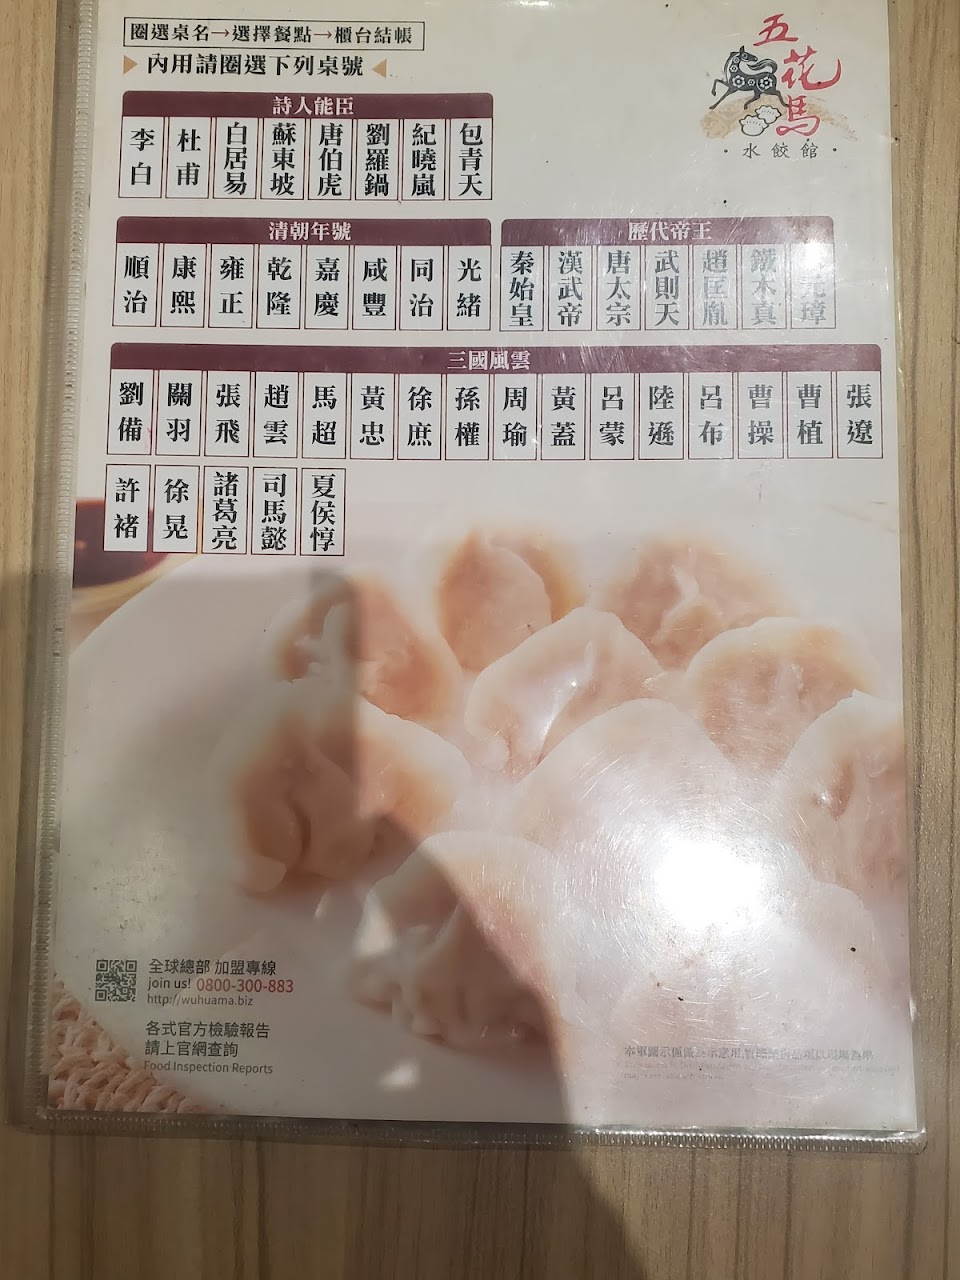 圈選桌名→選擇餐點→櫃台結帳
內用請圈選下列桌號
五花馬
·水餃館·
詩人能臣
李白 杜甫 白居易 蘇東坡 唐伯虎 劉羅鍋 紀曉嵐 包青天
清朝年號
順治 康熙 雍正 乾隆 嘉慶 咸豐 同治 光緒
歷代帝王
秦始皇 漢武帝 唐太宗 武則天 趙匡胤 鐵木真 元璋
三國風雲
劉備 關羽 張飛 趙雲 馬超 黃忠 徐庶 孫權 周瑜 黃蓋 呂蒙 陸遜 呂布 曹操 曹植 張遼
許褚 徐晃 諸葛亮 司馬懿 夏侯惇
全球總部 加盟專線
join us! 0800-300-883
http://wuhuama.biz
各式官方檢驗報告
請上官網查詢
Food Inspection Reports